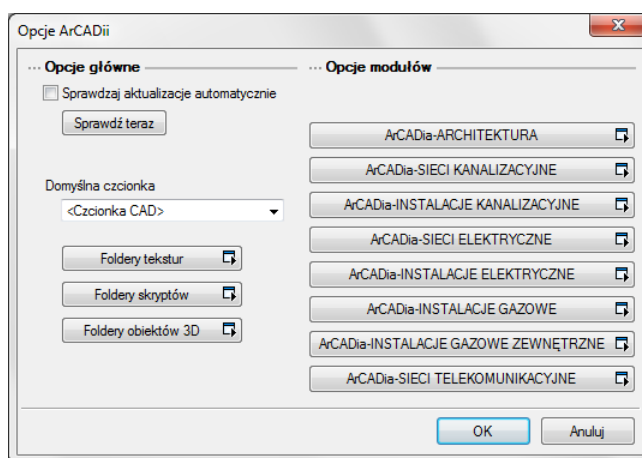 Opcje ArCADii
Opcje główne
Sprawdzaj aktualizacje automatycznie
Sprawdź teraz
Domyślna czcionka
<Czcionka CAD>
Foldery tekstur
Foldery skryptów
Foldery obiektów 3D
Opcje modułów
ArCADia-ARCHITEKTURA
ArCADia-SIECI KANALIZACYJNE
ArCADia-INSTALACJE KANALIZACYJNE
ArCADia-SIECI ELEKTRYCZNE
ArCADia-INSTALACJE ELEKTRYCZNE
ArCADia-INSTALACJE GAZOWE
ArCADia-INSTALACJE GAZOWE ZEWNĘTRZNE
ArCADia-SIECI TELEKOMUNIKACYJNE
OK
Anuluj